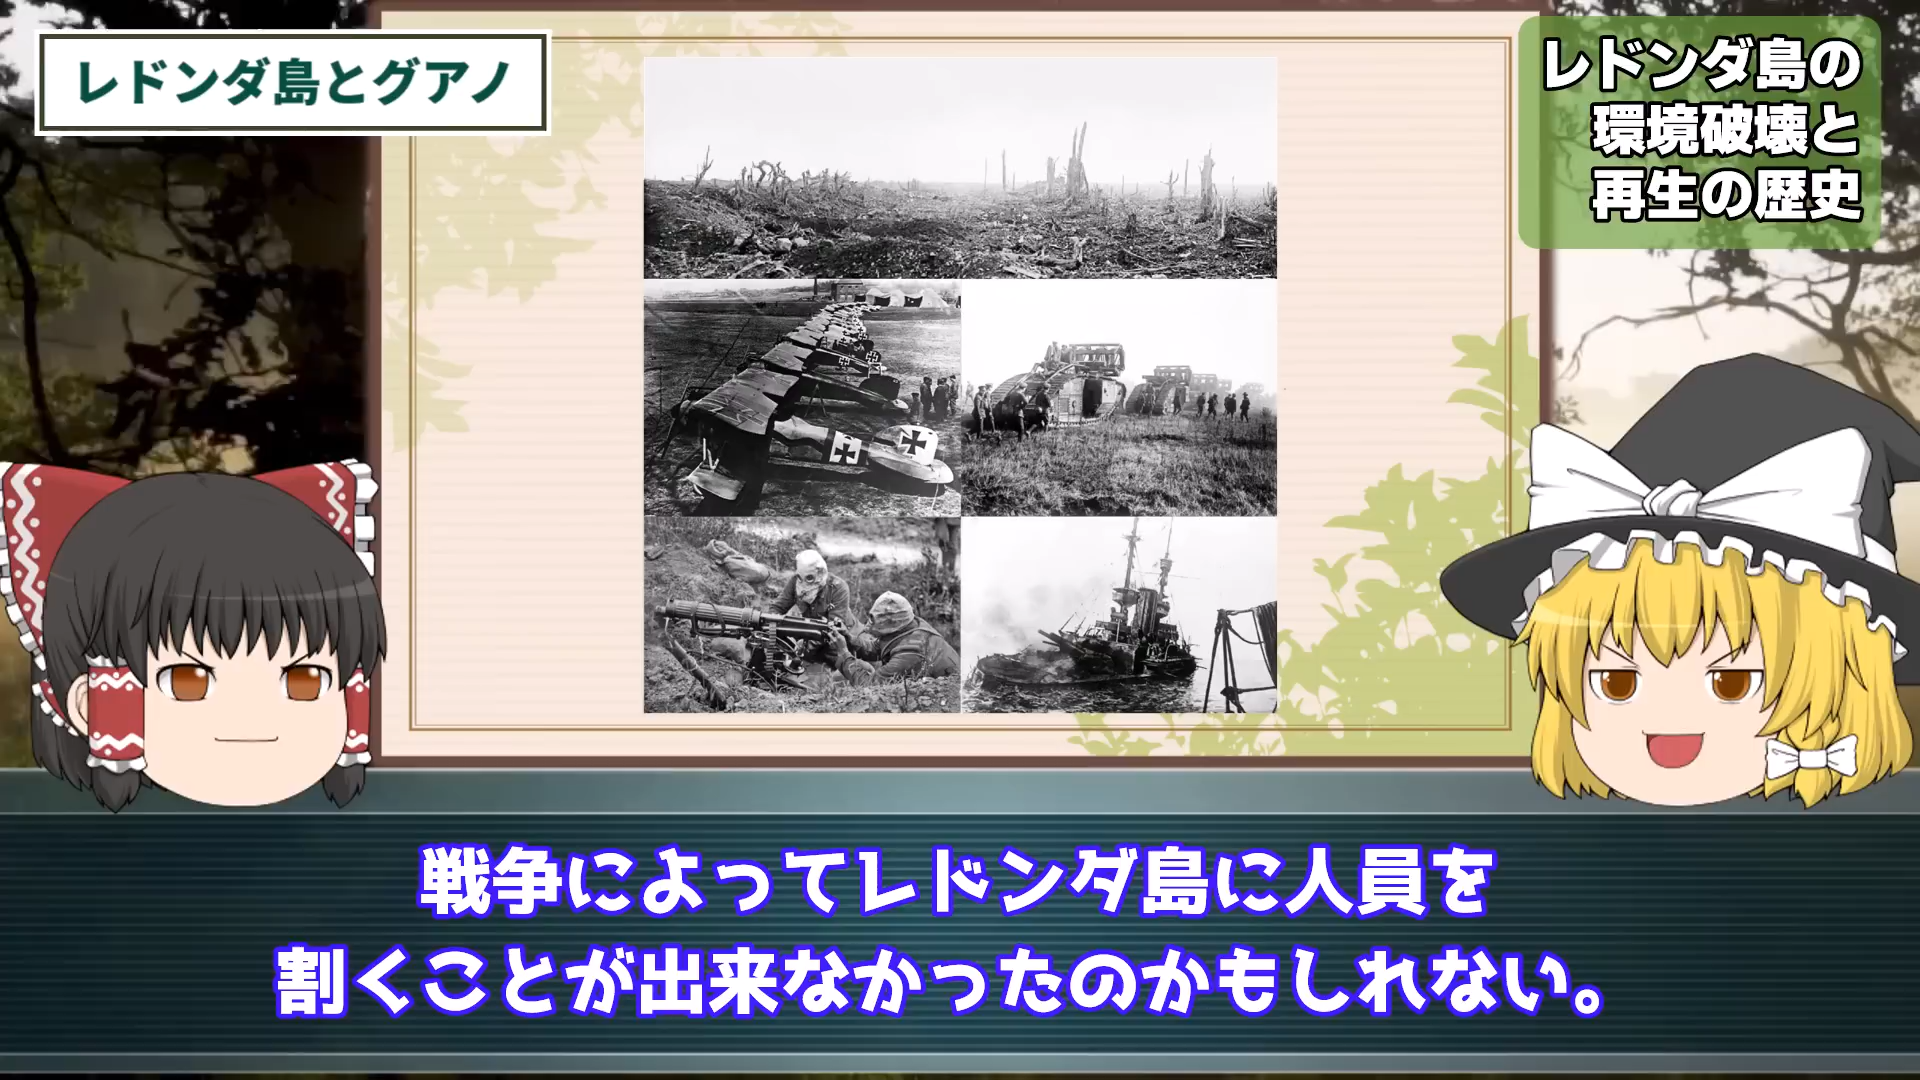 レドンダ島とグアノ
レドンダ島の
環境破壊と
再生の歴史
戦争によってレドンダ島に人員を
割くことが出来なかったのかもしれない。